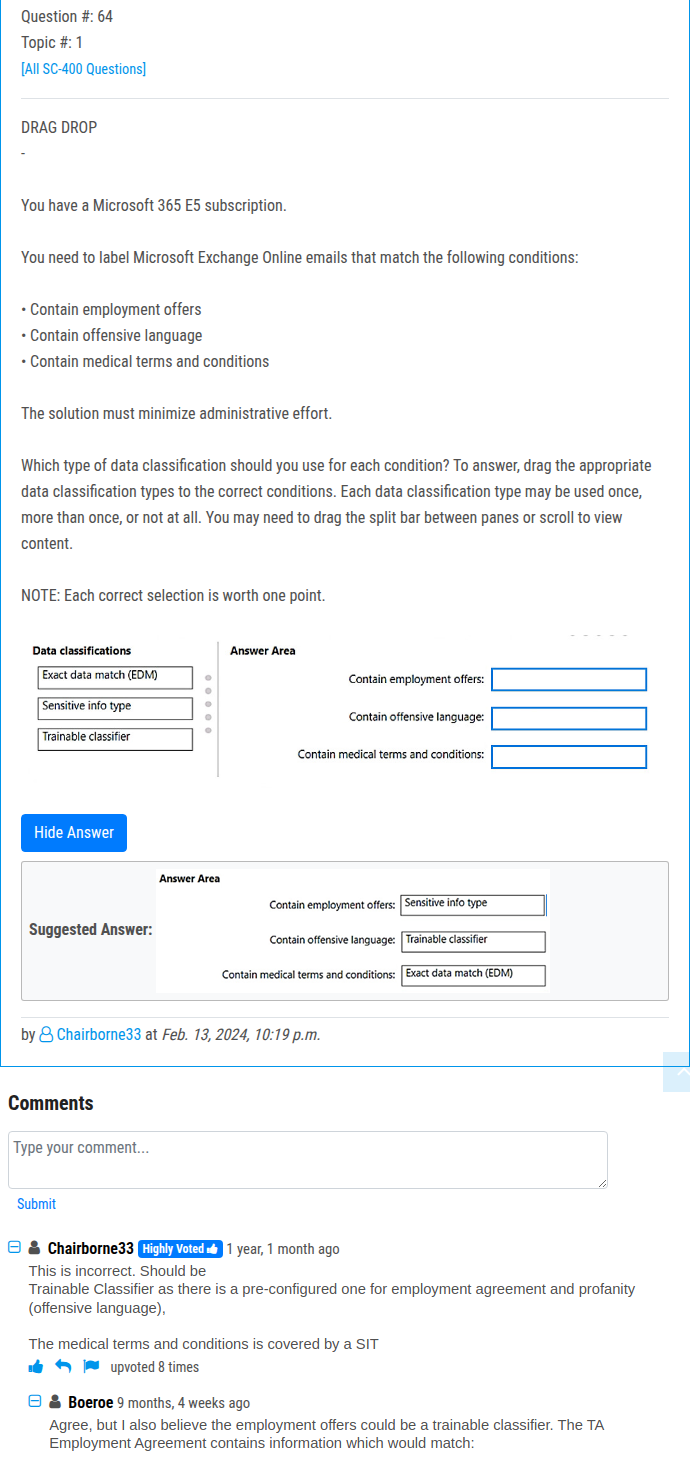 Question #: 64
Topic #: 1
[All SC-400 Questions]
DRAG DROP
-
You have a Microsoft 365 E5 subscription.
You need to label Microsoft Exchange Online emails that match the following conditions:
• Contain employment offers
• Contain offensive language
• Contain medical terms and conditions
The solution must minimize administrative effort.
Which type of data classification should you use for each condition? To answer, drag the appropriate
data classification types to the correct conditions. Each data classification type may be used once,
more than once, or not at all. You may need to drag the split bar between panes or scroll to view
content.
NOTE: Each correct selection is worth one point.
Data classifications
Exact data match (EDM)
Sensitive info type
Trainable classifier
Answer Area
Contain employment offers:
Contain offensive language:
Contain medical terms and conditions:
Hide Answer
Suggested Answer:
Answer Area
Contain employment offers: Sensitive info type
Contain offensive language: Trainable classifier
Contain medical terms and conditions: Exact data match (EDM)
by Chairborne33 at Feb. 13, 2024, 10:19 p.m.
Comments
Type your comment...
Submit
Chairborne33 Highly Voted 1 year, 1 month ago
This is incorrect. Should be
Trainable Classifier as there is a pre-configured one for employment agreement and profanity
(offensive language),
The medical terms and conditions is covered by a SIT
upvoted 8 times
Boeroe 9 months, 4 weeks ago
Agree, but I also believe the employment offers could be a trainable classifier. The TA
Employment Agreement contains information which would match: